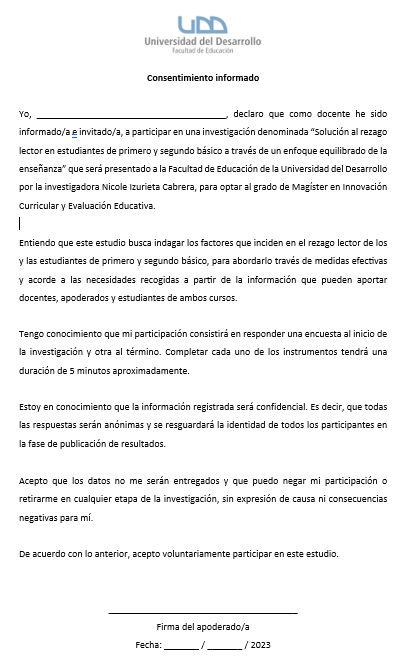 UDD
Universidad del Desarrollo
Facultad de Educación
Consentimiento informado
Yo, ________________________________________, declaro que como docente he sido
informado/a e invitado/a, a participar en una investigación denominada “Solución al rezago
lector en estudiantes de primero y segundo básico a través de un enfoque equilibrado de la
enseñanza” que será presentado a la Facultad de Educación de la Universidad del Desarrollo
por la investigadora Nicole Izurieta Cabrera, para optar al grado de Magíster en Innovación
Curricular y Evaluación Educativa.
Entiendo que este estudio busca indagar los factores que inciden en el rezago lector de los
y las estudiantes de primero y segundo básico, para abordarlo través de medidas efectivas
y acorde a las necesidades recogidas a partir de la información que pueden aportar
docentes, apoderados y estudiantes de ambos cursos.
Tengo conocimiento que mi participación consistirá en responder una encuesta al inicio de
la investigación y otra al término. Completar cada uno de los instrumentos tendrá una
duración de 5 minutos aproximadamente.
Estoy en conocimiento que la información registrada será confidencial. Es decir, que todas
las respuestas serán anónimas y se resguardará la identidad de todos los participantes en
la fase de publicación de resultados.
Acepto que los datos no me serán entregados y que puedo negar mi participación o
retirarme en cualquier etapa de la investigación, sin expresión de causa ni consecuencias
negativas para mí.
De acuerdo con lo anterior, acepto voluntariamente participar en este estudio.
________________________________________
Firma del apoderado/a
Fecha: _______ / _______ / 2023